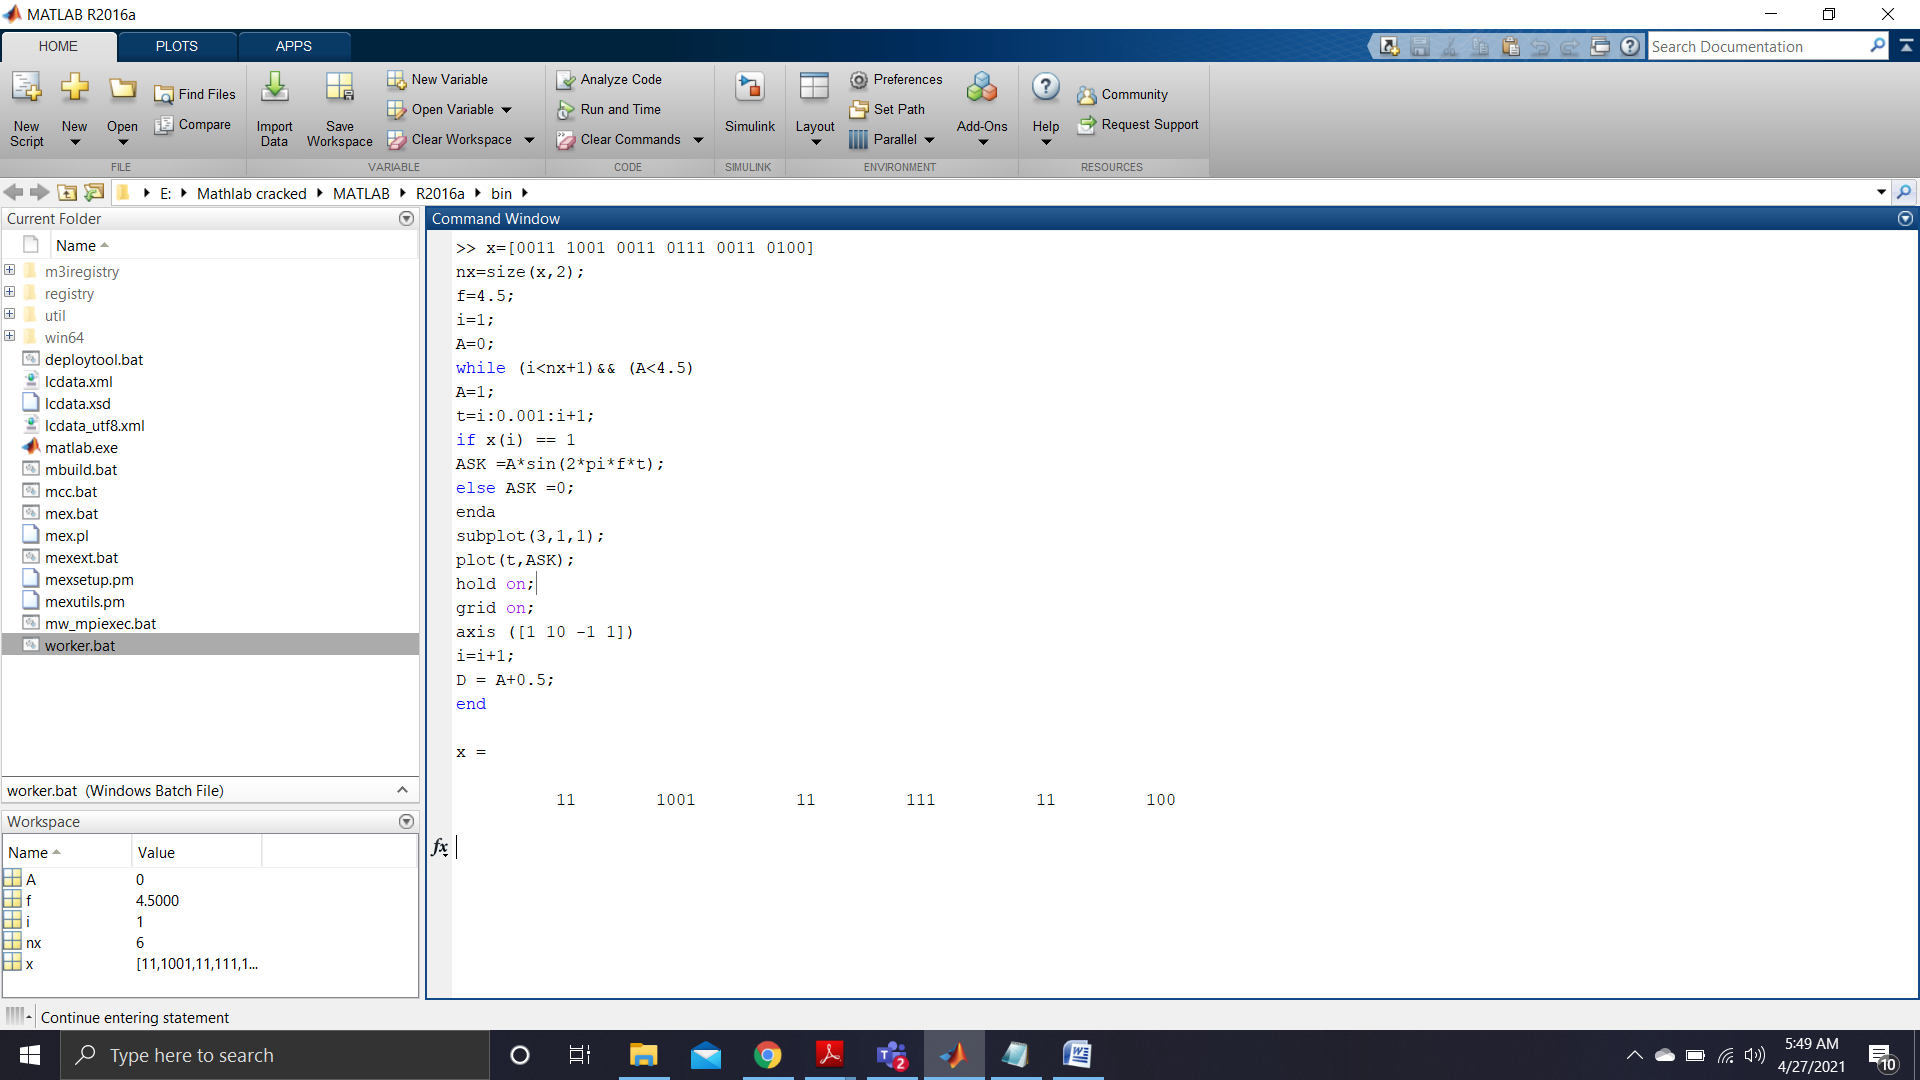 MATLAB R2016a
HOME PLOTS APPS
Search Documentation
New Script
New
Open
Find Files
Compare
FILE
Import Data
Save Workspace
New Variable
Open Variable
Clear Workspace
VARIABLE
Analyze Code
Run and Time
Clear Commands
CODE
Simulink
SIMULINK
Layout
Preferences
Set Path
Parallel
Add-Ons
ENVIRONMENT
Help
Community
Request Support
RESOURCES
E: Mathlab cracked MATLAB R2016a bin
Current Folder
Name
m3iregistry
registry
util
win64
deploytool.bat
lcdata.xml
lcdata.xsd
lcdata_utf8.xml
matlab.exe
mbuild.bat
mcc.bat
mex.bat
mex.pl
mexext.bat
mexsetup.pm
mexutils.pm
mw_mpiexec.bat
worker.bat
worker.bat (Windows Batch File)
Workspace
Name Value
A 0
f 4.5000
i 1
nx 6
x [11,1001,11,111,1...
Command Window
>> x=[0011 1001 0011 0111 0011 0100]
nx=size(x,2);
f=4.5;
i=1;
A=0;
while (i<nx+1)&& (A<4.5)
A=1;
t=i:0.001:i+1;
if x(i) == 1
ASK =A*sin(2*pi*f*t);
else ASK =0;
enda
subplot(3,1,1);
plot(t,ASK);
hold on;
grid on;
axis ([1 10 -1 1])
i=i+1;
D = A+0.5;
end
x =
11 1001 11 111 11 100
fx
Continue entering statement
Type here to search
2
5:49 AM
4/27/2021
10